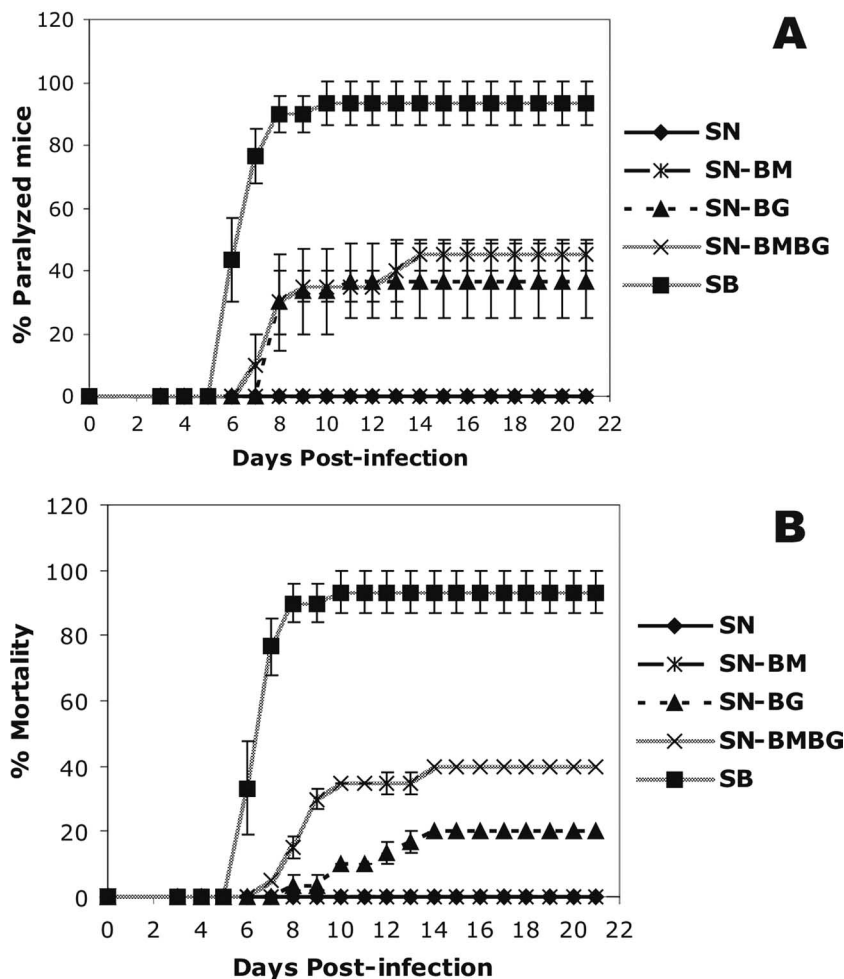 A
120
100
80
60
40
20
0
% Paralyzed mice
0 2 4 6 8 10 12 14 16 18 20 22
Days Post-infection
SN
SN-BM
SN-BG
SN-BMBG
SB
B
120
100
80
60
40
20
0
% Mortality
0 2 4 6 8 10 12 14 16 18 20 22
Days Post-infection
SN
SN-BM
SN-BG
SN-BMBG
SB